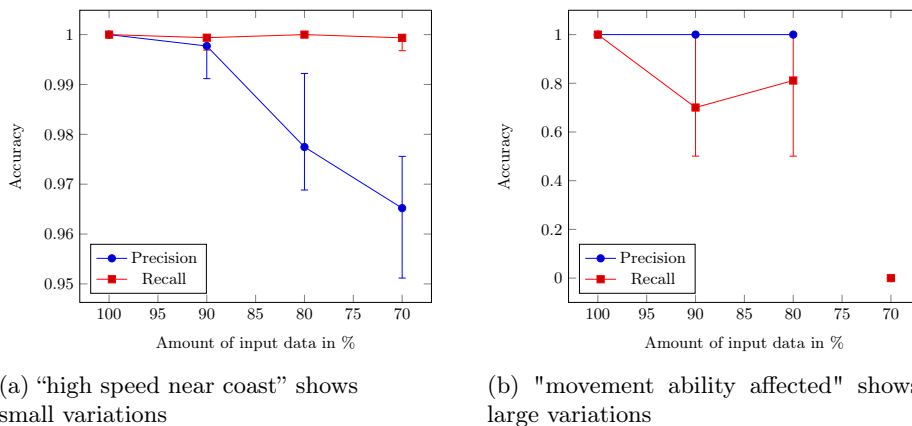 1
0.99
0.98
0.97
0.96
0.95
Accuracy
Precision
Recall
100 95 90 85 80 75 70
Amount of input data in %
(a) “high speed near coast” shows
small variations
1
0.8
0.6
0.4
0.2
0
Accuracy
Precision
Recall
100 95 90 85 80 75 70
Amount of input data in %
(b) "movement ability affected" shows
large variations